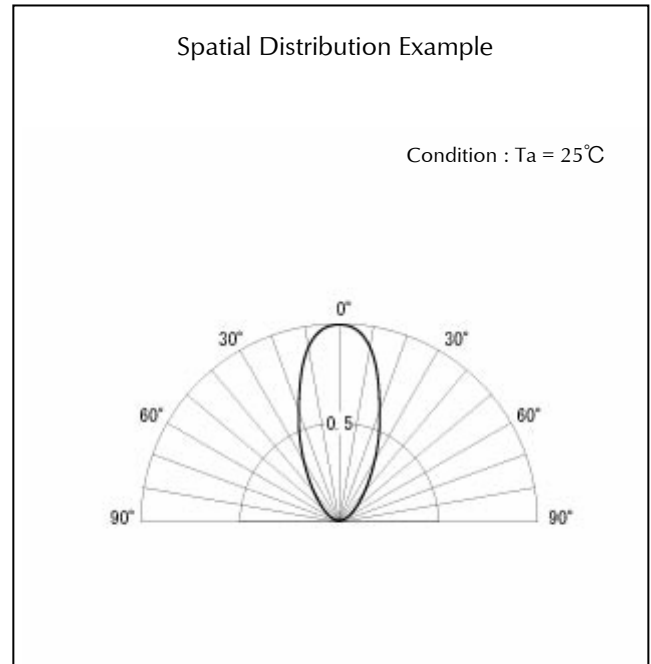 Spatial Distribution Example
Condition : Ta = 25℃
0°
30° 30°
60° 60°
0.5
90° 90°